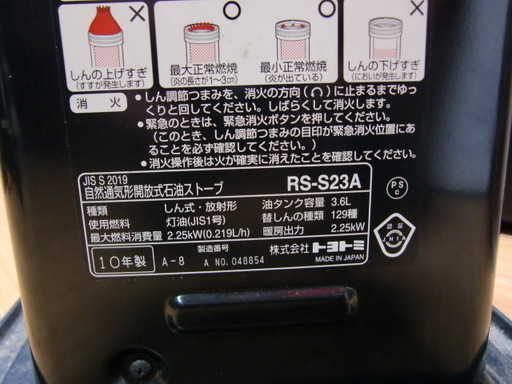 × ○ ○ ×
しんの上げすぎ
(すすが発生します)
最大正常燃焼
(炎の長さが1〜3cm)
最小正常燃焼
(炎が出ている)
しんの下げすぎ
(においが発生します)
消火
●しん調節つまみを、消火の方向(∩)に止まるまでゆっ
くりと回してください。しばらくして消火します。
●緊急のときは、緊急消火ボタンを押してください。
(このとき、しん調節つまみの目印が消火位置にあ
ることを必ず確認してください。)
●消火操作後は火が確実に消えたことを確認してください。
JIS S 2019
自然通気形開放式石油ストーブ RS-S23A
種類 しん式・放射形 油タンク容量 3.6L
使用燃料 灯油(JIS1号) 替しんの種類 129種
最大燃料消費量 2.25kW(0.219L/h) 暖房出力 2.25kW
製造番号
10年製 A-8 A NO.048854 株式会社トヨトミ
MADE IN JAPAN
PS
C
認証
JHIA